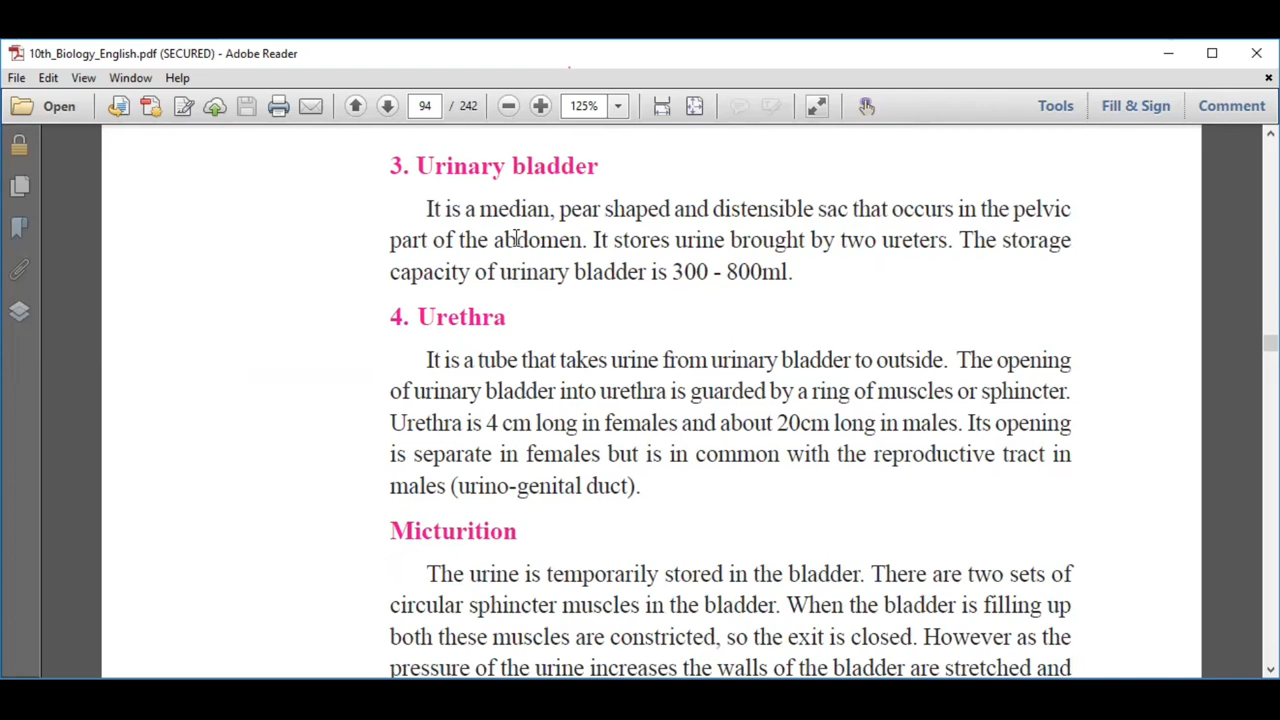 10th_Biology_English.pdf (SECURED) - Adobe Reader
File Edit View Window Help
Open 94 / 242 125% Tools Fill & Sign Comment
3. Urinary bladder
It is a median, pear shaped and distensible sac that occurs in the pelvic
part of the abdomen. It stores urine brought by two ureters. The storage
capacity of urinary bladder is 300 - 800ml.
4. Urethra
It is a tube that takes urine from urinary bladder to outside. The opening
of urinary bladder into urethra is guarded by a ring of muscles or sphincter.
Urethra is 4 cm long in females and about 20cm long in males. Its opening
is separate in females but is in common with the reproductive tract in
males (urino-genital duct).
Micturition
The urine is temporarily stored in the bladder. There are two sets of
circular sphincter muscles in the bladder. When the bladder is filling up
both these muscles are constricted, so the exit is closed. However as the
pressure of the urine increases the walls of the bladder are stretched and